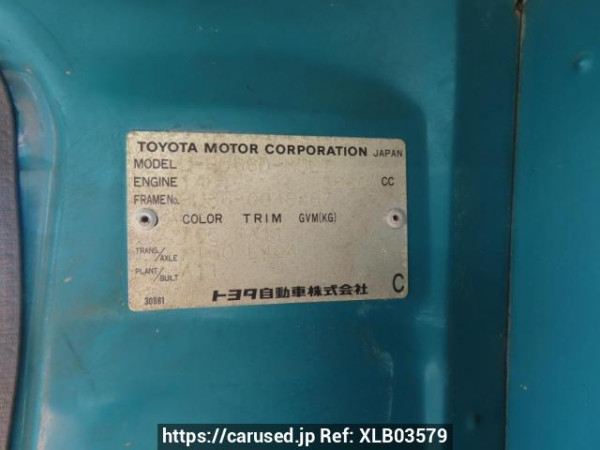 TOYOTA MOTOR CORPORATION JAPAN
MODEL
ENGINE CC
FRAME No.
COLOR TRIM GVM(KG)
TRANS./AXLE
PLANT/BUILT
トヨタ自動車株式会社 C
30881
https://carused.jp Ref: XLB03579